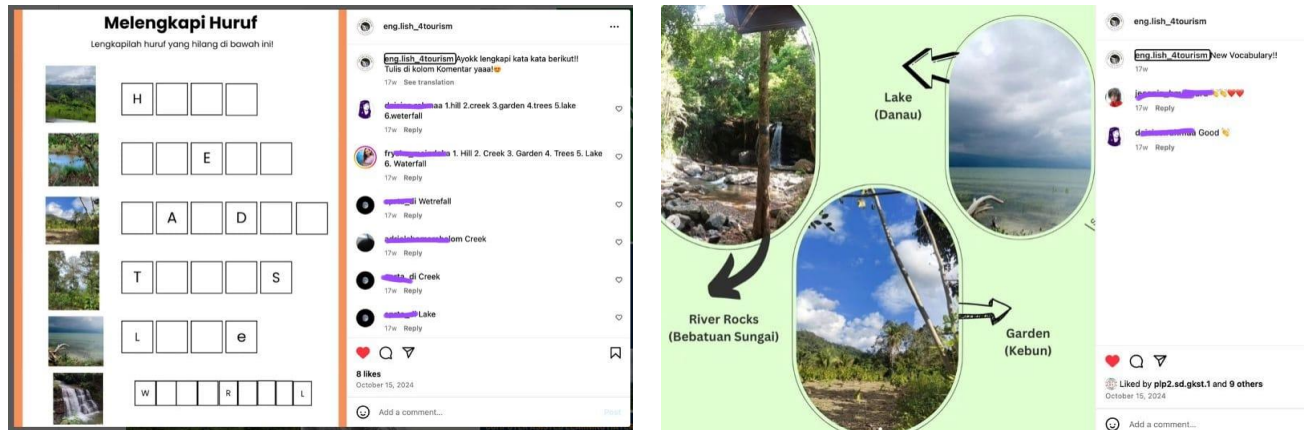 Melengkapi Huruf
Lengkapilah huruf yang hilang di bawah ini!
H
E
A D
T S
L e
W R L
eng.lish_4tourism
eng.lish_4tourism Ayokk lengkapi kata kata berikut!!
Tulis di kolom Komentar yaaa!😍
17w See translation
1.hill 2.creek 3.garden 4.trees 5.lake
6.weterfall
17w Reply
1. Hill 2. Creek 3. Garden 4. Trees 5. Lake
6. Waterfall
17w Reply
Wetrefall
17w Reply
Creek
17w Reply
Creek
17w Reply
Lake
17w Reply
8 likes
October 15, 2024
Add a comment...
Post
Lake
(Danau)
River Rocks
(Bebatuan Sungai)
Garden
(Kebun)
eng.lish_4tourism
eng.lish_4tourism New Vocabulary!!
17w
17w Reply
Good
17w Reply
Liked by plp2.sd.gkst.1 and 9 others
October 15, 2024
Add a comment...